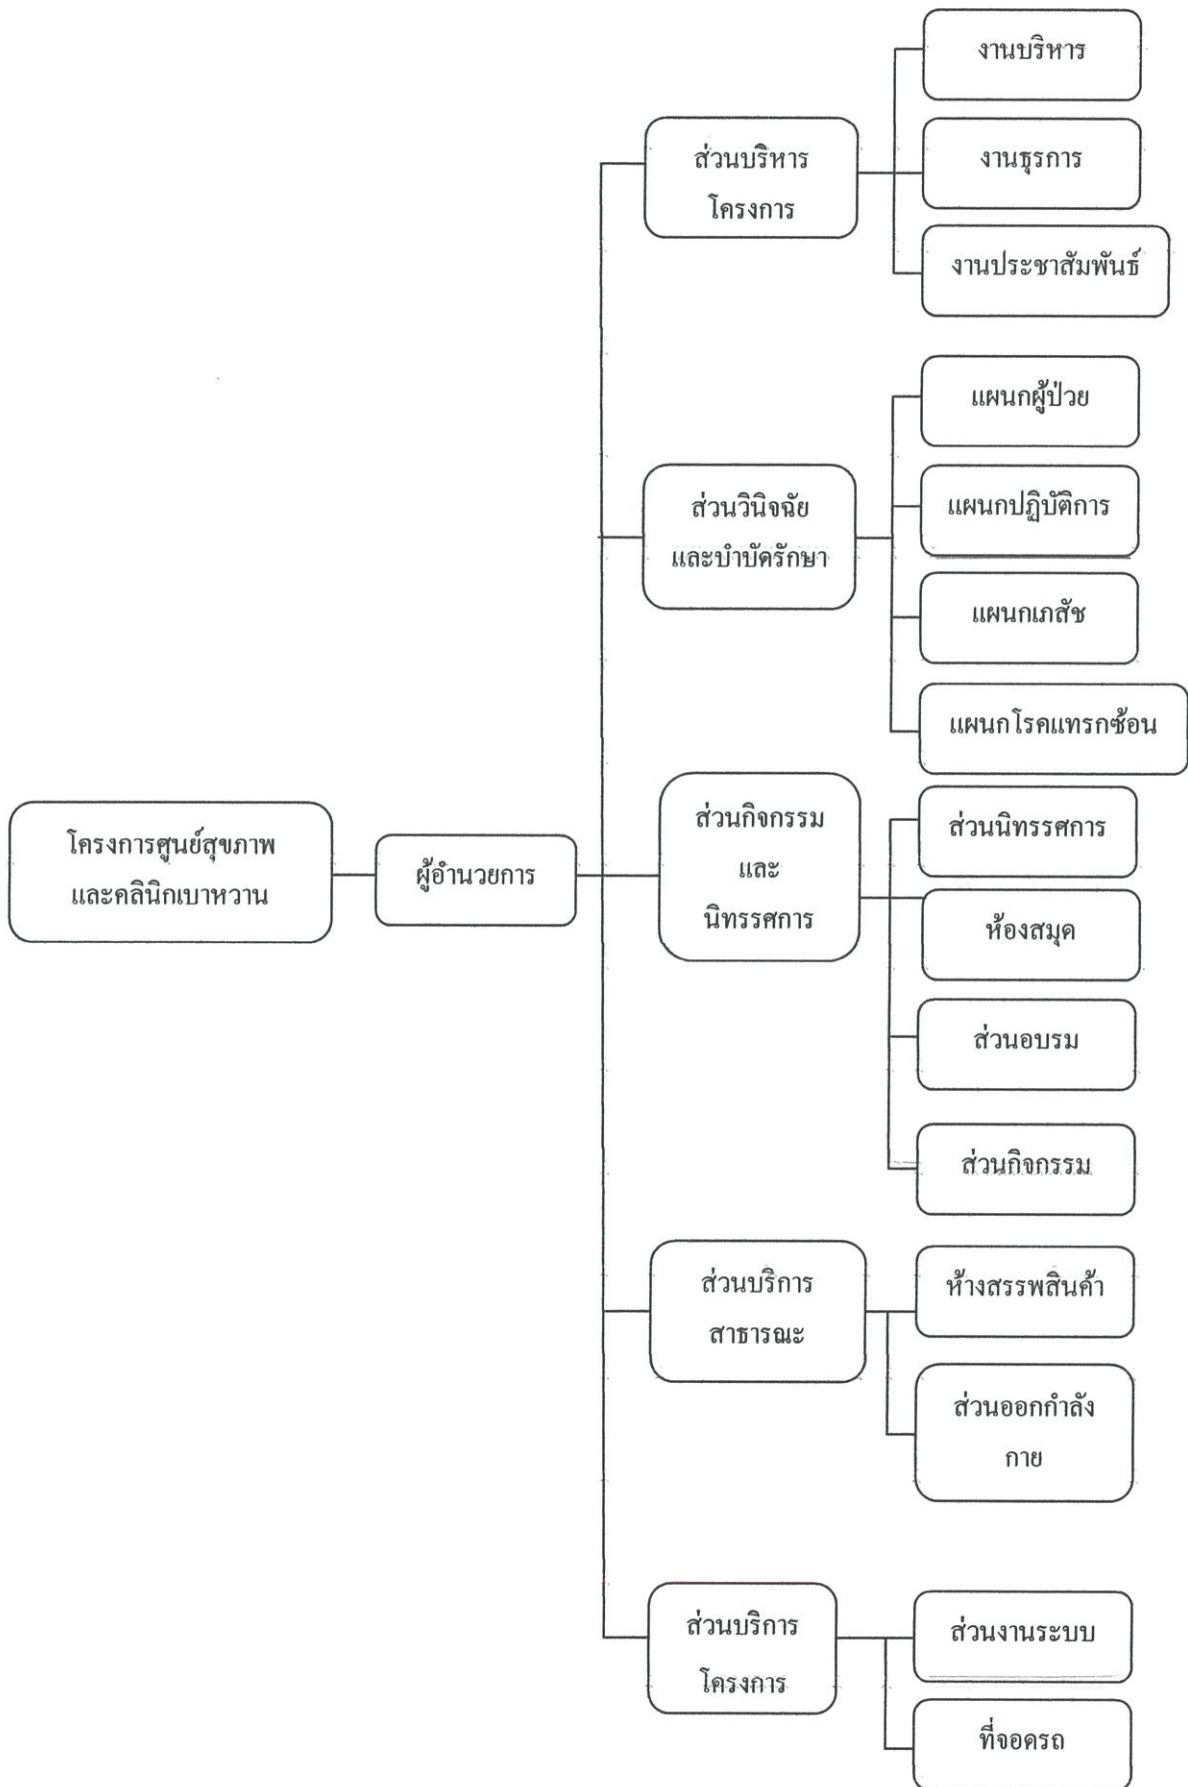 โครงการศูนย์สุขภาพ
และคลินิกเบาหวาน
ผู้อำนวยการ
ส่วนบริหาร
โครงการ
งานบริหาร
งานธุรการ
งานประชาสัมพันธ์
ส่วนวินิจฉัย
และบำบัดรักษา
แผนกผู้ป่วย
แผนกปฏิบัติการ
แผนกเภสัช
แผนกโรคแทรกซ้อน
ส่วนกิจกรรม
และ
นิทรรศการ
ส่วนนิทรรศการ
ห้องสมุด
ส่วนอบรม
ส่วนกิจกรรม
ส่วนบริการ
สาธารณะ
ห้างสรรพสินค้า
ส่วนออกกำลัง
กาย
ส่วนบริการ
โครงการ
ส่วนงานระบบ
ที่จอดรถ